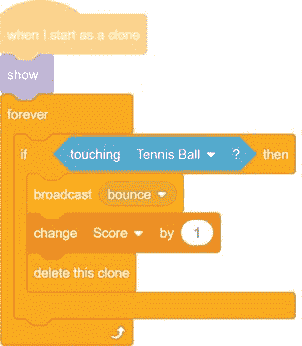 when I start as a clone
show
forever
if touching Tennis Ball ? then
broadcast bounce
change Score by 1
delete this clone